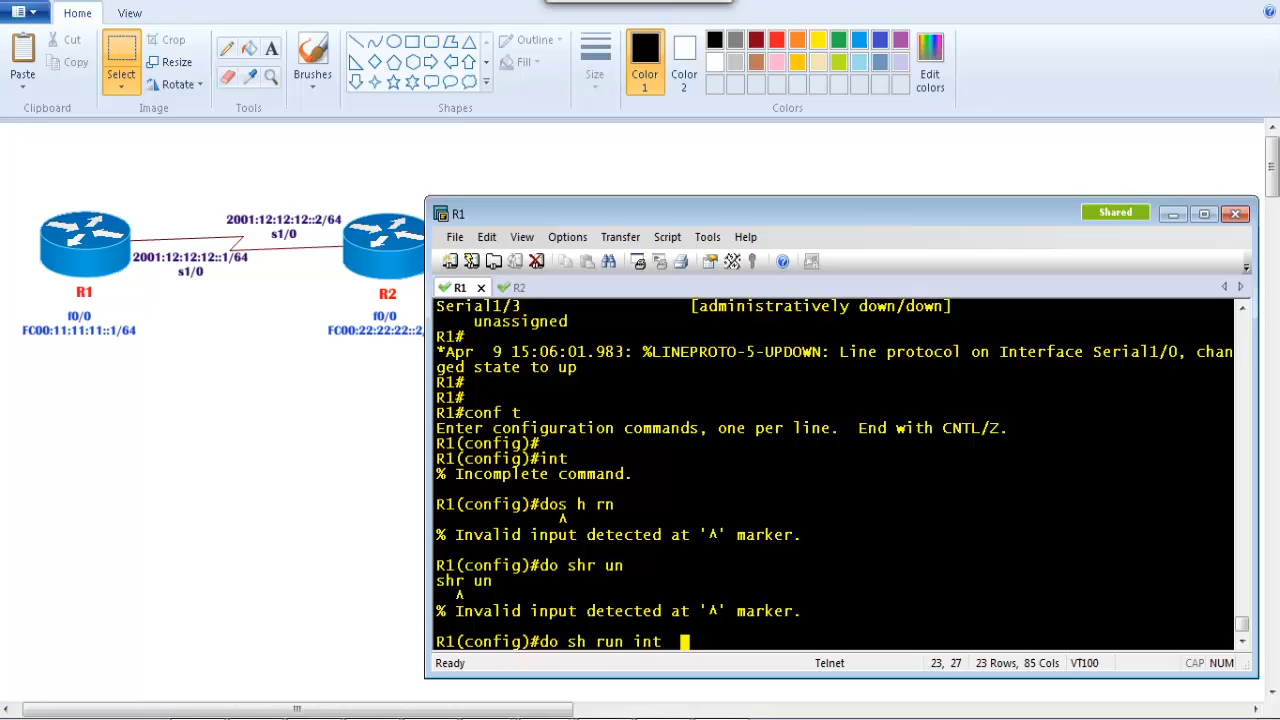 Home
View
Paste
Cut
Copy
Clipboard
Select
Crop
Resize
Rotate
Image
Tools
Brushes
Outline
Fill
Shapes
Size
Color
1
Color
2
Edit
colors
Colors
2001:12:12:12::2/64
s1/0
2001:12:12:12::1/64
s1/0
R1
f0/0
FC00:11:11:11::1/64
R2
f0/0
FC00:22:22:22::2
R1
Shared
File Edit View Options Transfer Script Tools Help
R1
R2
Serial1/3 [administratively down/down]
unassigned
R1#
*Apr 9 15:06:01.983: %LINEPROTO-5-UPDOWN: Line protocol on Interface Serial1/0, chan
ged state to up
R1#
R1#
R1#conf t
Enter configuration commands, one per line. End with CNTL/Z.
R1(config)#
R1(config)#int
% Incomplete command.
R1(config)#dos h rn
^
% Invalid input detected at '^' marker.
R1(config)#do shr un
shr un
^
% Invalid input detected at '^' marker.
R1(config)#do sh run int
Ready
Telnet
23, 27
23 Rows, 85 Cols
VT100
CAP NUM